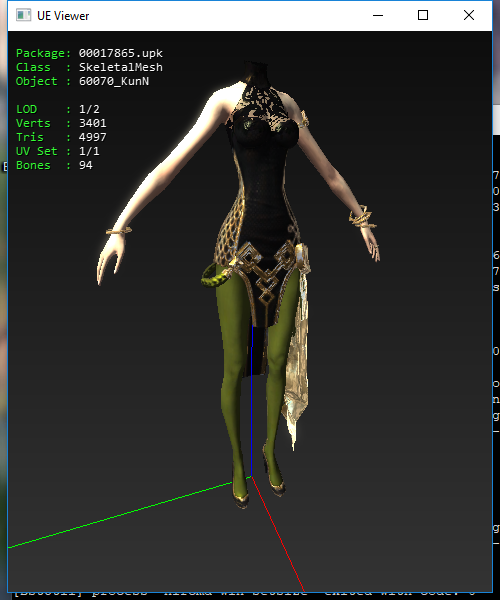 UE Viewer
Package: 00017865.upk
Class  : SkeletalMesh
Object : 60070_KunN
LOD    : 1/2
Verts  : 3401
Tris   : 4997
UV Set : 1/1
Bones  : 94